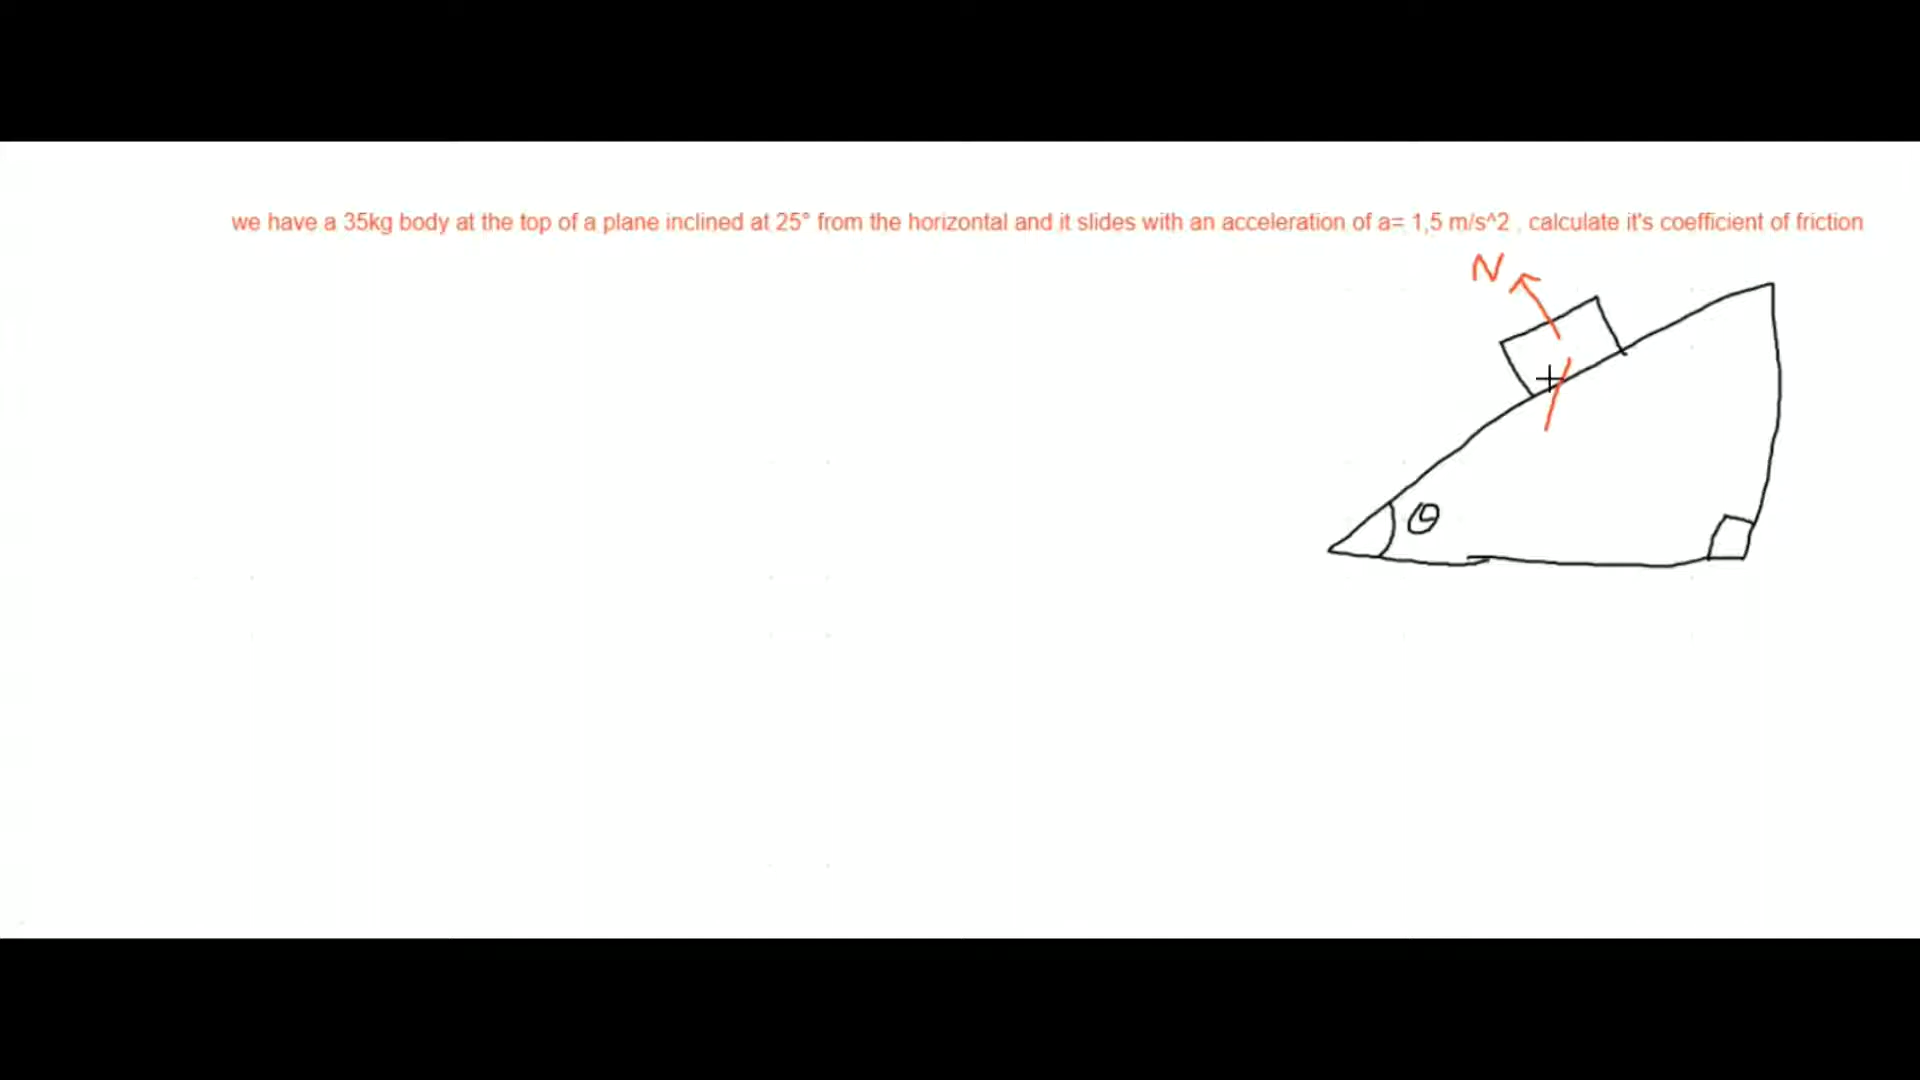 we have a 35kg body at the top of a plane inclined at 25° from the horizontal and it slides with an acceleration of a= 1,5 m/s^2 , calculate it's coefficient of friction
N
Θ